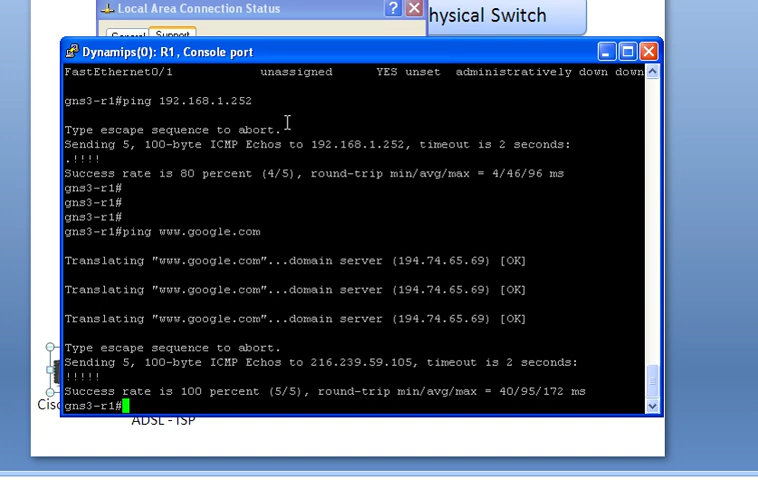 Local Area Connection Status
hysical Switch
General Support
Dynamips(0): R1, Console port
FastEthernet0/1 unassigned YES unset administratively down down
gns3-r1#ping 192.168.1.252
Type escape sequence to abort.
Sending 5, 100-byte ICMP Echos to 192.168.1.252, timeout is 2 seconds:
.!!!!
Success rate is 80 percent (4/5), round-trip min/avg/max = 4/46/96 ms
gns3-r1#
gns3-r1#
gns3-r1#
gns3-r1#ping www.google.com
Translating "www.google.com"...domain server (194.74.65.69) [OK]
Translating "www.google.com"...domain server (194.74.65.69) [OK]
Translating "www.google.com"...domain server (194.74.65.69) [OK]
Type escape sequence to abort.
Sending 5, 100-byte ICMP Echos to 216.239.59.105, timeout is 2 seconds:
!!!!!
Success rate is 100 percent (5/5), round-trip min/avg/max = 40/95/172 ms
gns3-r1#
Cisc
ADSL - ISP